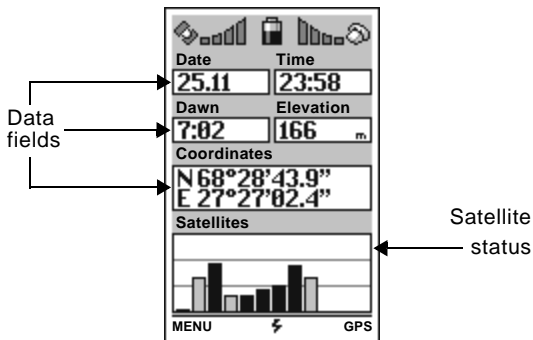 Date Time
25.11 23:58
Dawn Elevation
7:02 166 m
Coordinates
N 68°28'43.9"
E 27°27'02.4"
Satellites
MENU GPS
Data
fields
Satellite
status